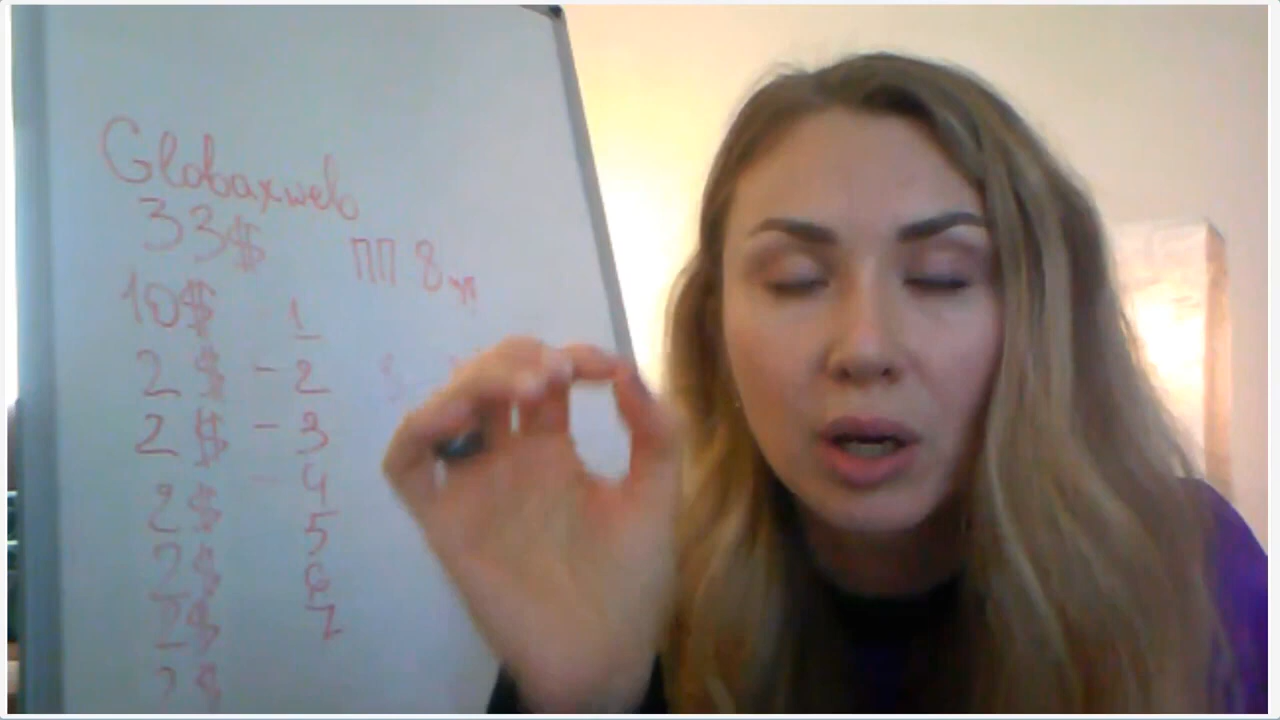 Globaxweb
33$
ПП 8 ур
10$ 1
2 $ - 2
2 $ - 3
2 $ - 4
2 $ 5
2 $ 6
2 $ 7